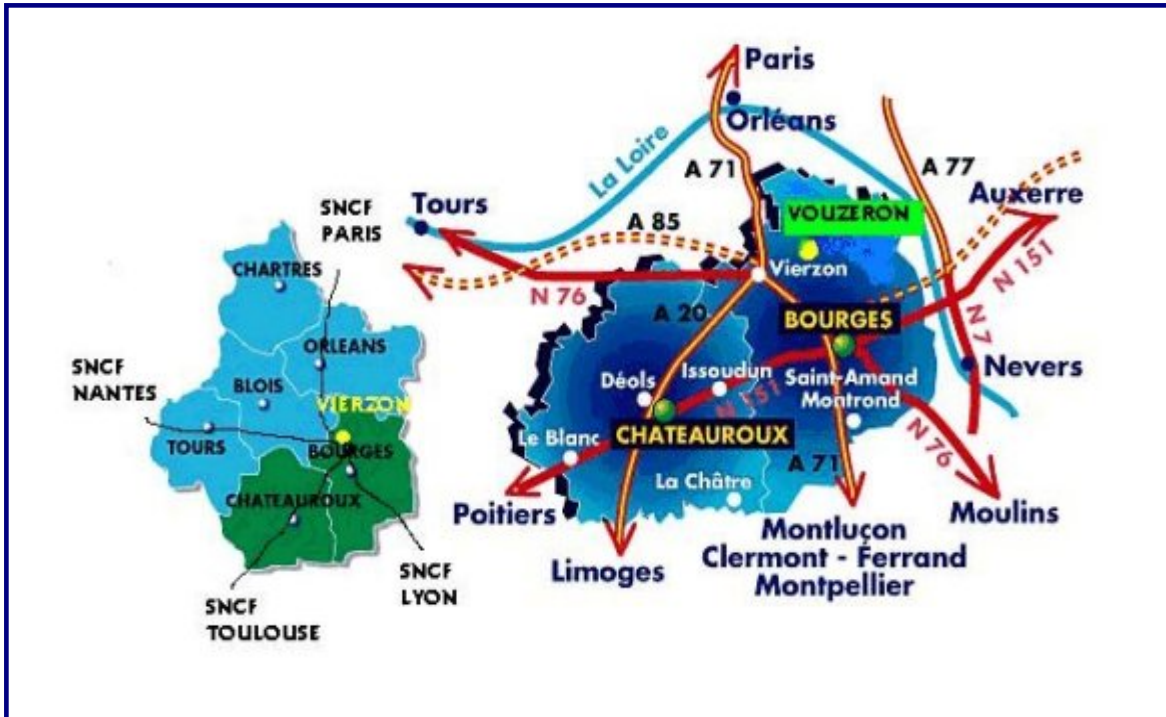 SNCF
PARIS
CHARTRES
ORLEANS
SNCF
NANTES
BLOIS
VIERZON
TOURS
BOURGES
CHATEAUROUX
SNCF
LYON
SNCF
TOULOUSE
Paris
Orléans
La Loire
A 71
A 77
Auxerre
Tours
A 85
VOUZERON
Vierzon
N 76
N 151
A 20
BOURGES
N 7
Nevers
Issoudun
Déols
Saint-Amand
Montrond
N 151
CHATEAUROUX
Le Blanc
N 76
A 71
La Châtre
Poitiers
Moulins
Limoges
Montluçon
Clermont - Ferrand
Montpellier